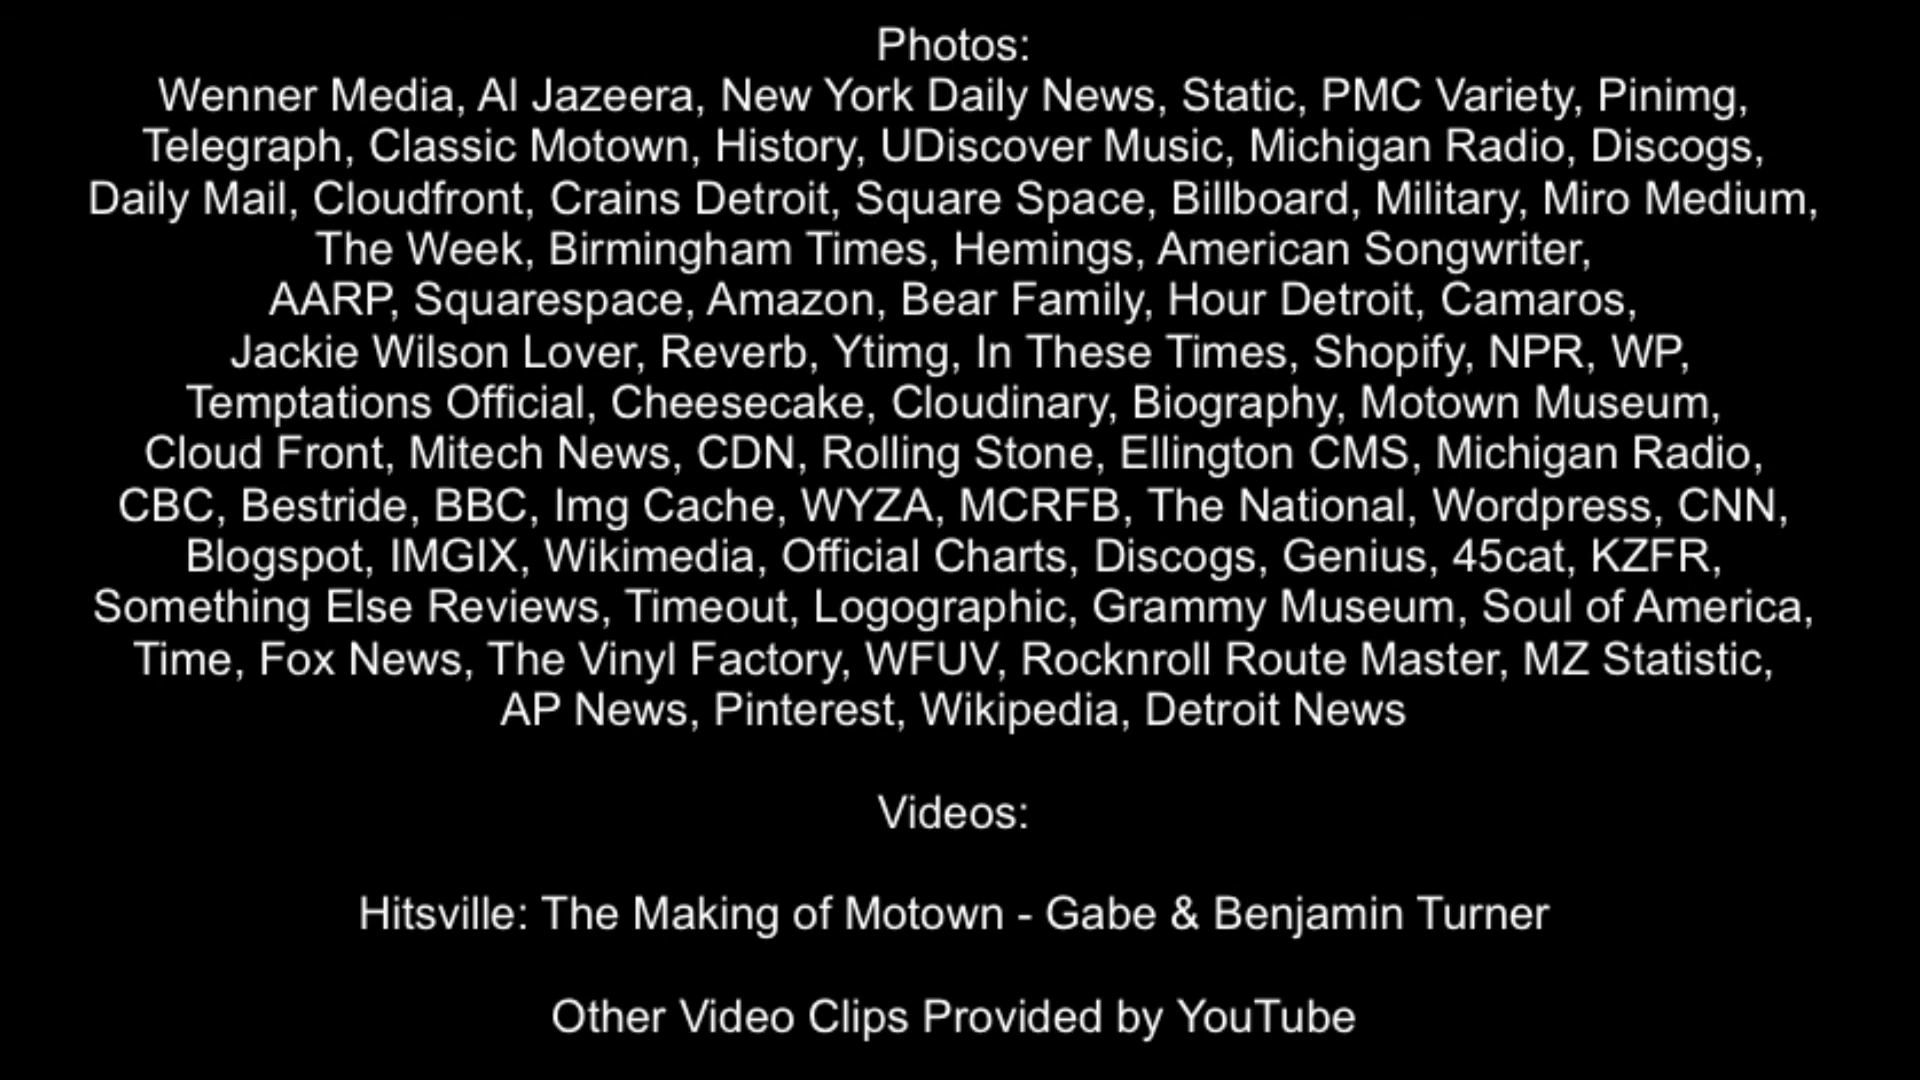 Photos:
Wenner Media, Al Jazeera, New York Daily News, Static, PMC Variety, Pinimg,
Telegraph, Classic Motown, History, UDiscover Music, Michigan Radio, Discogs,
Daily Mail, Cloudfront, Crains Detroit, Square Space, Billboard, Military, Miro Medium,
The Week, Birmingham Times, Hemings, American Songwriter,
AARP, Squarespace, Amazon, Bear Family, Hour Detroit, Camaros,
Jackie Wilson Lover, Reverb, Ytimg, In These Times, Shopify, NPR, WP,
Temptations Official, Cheesecake, Cloudinary, Biography, Motown Museum,
Cloud Front, Mitech News, CDN, Rolling Stone, Ellington CMS, Michigan Radio,
CBC, Bestride, BBC, Img Cache, WYZA, MCRFB, The National, Wordpress, CNN,
Blogspot, IMGIX, Wikimedia, Official Charts, Discogs, Genius, 45cat, KZFR,
Something Else Reviews, Timeout, Logographic, Grammy Museum, Soul of America,
Time, Fox News, The Vinyl Factory, WFUV, Rocknroll Route Master, MZ Statistic,
AP News, Pinterest, Wikipedia, Detroit News
Videos:
Hitsville: The Making of Motown - Gabe & Benjamin Turner
Other Video Clips Provided by YouTube